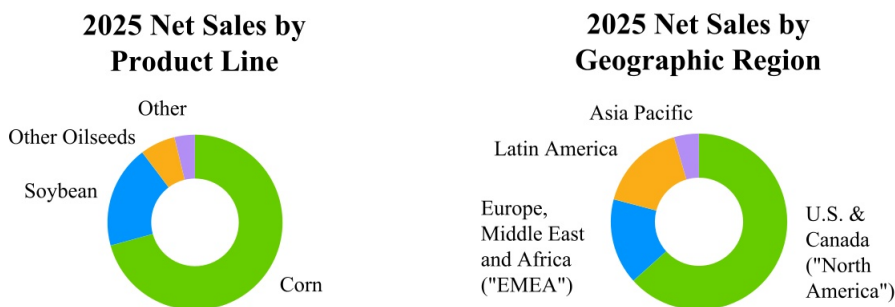 2025 Net Sales by
Product Line
Other
Other Oilseeds
Soybean
Corn
2025 Net Sales by
Geographic Region
Asia Pacific
Latin America
Europe,
Middle East
and Africa
("EMEA")
U.S. &
Canada
("North
America")